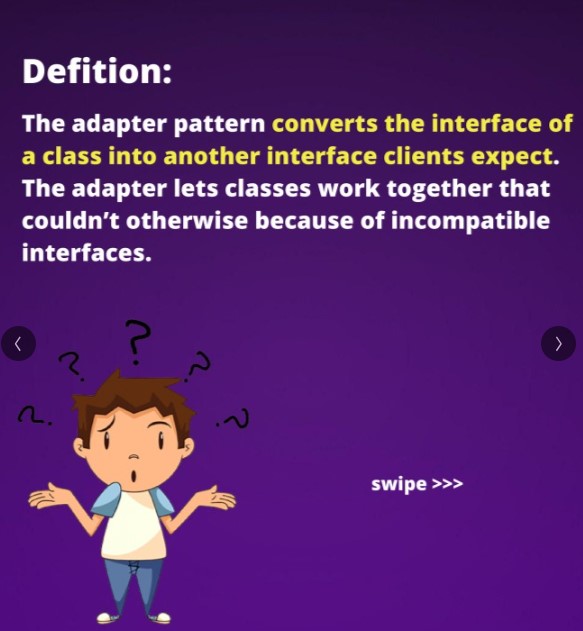 Defition:
The adapter pattern converts the interface of
a class into another interface clients expect.
The adapter lets classes work together that
couldn’t otherwise because of incompatible
interfaces.
? ? ? ? ?
swipe >>>